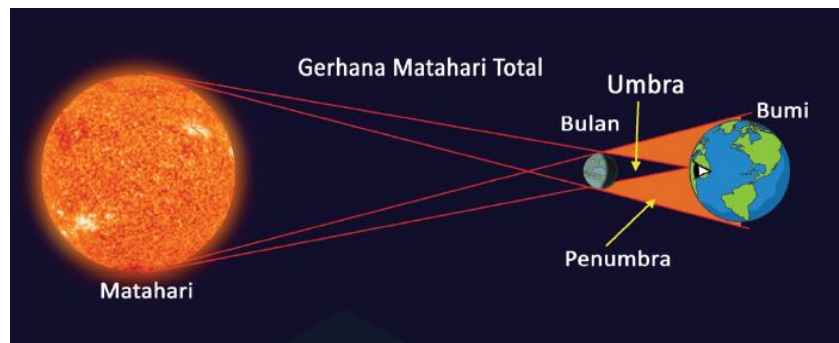 Gerhana Matahari Total
Umbra
Bulan
Bumi
Penumbra
Matahari